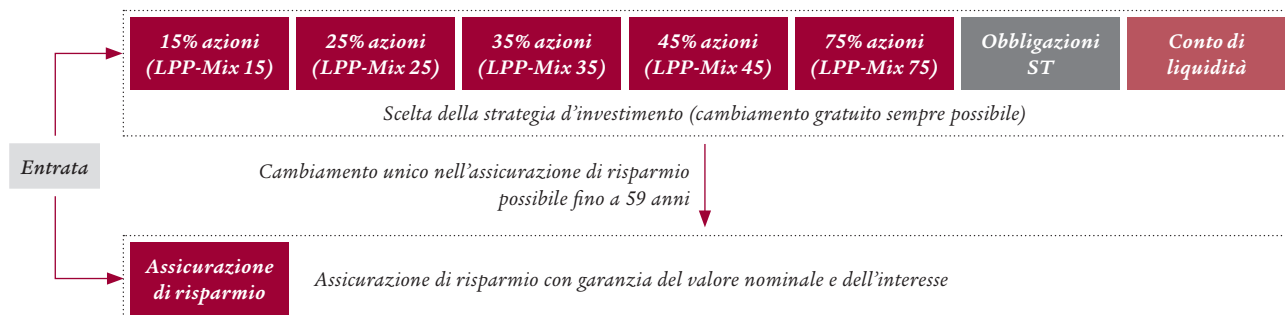 15% azioni
(LPP-Mix 15)
25% azioni
(LPP-Mix 25)
35% azioni
(LPP-Mix 35)
45% azioni
(LPP-Mix 45)
75% azioni
(LPP-Mix 75)
Obbligazioni
ST
Conto di
liquidità
Scelta della strategia d’investimento (cambiamento gratuito sempre possibile)
Entrata
Cambiamento unico nell’assicurazione di risparmio
possibile fino a 59 anni
Assicurazione
di risparmio
Assicurazione di risparmio con garanzia del valore nominale e dell’interesse